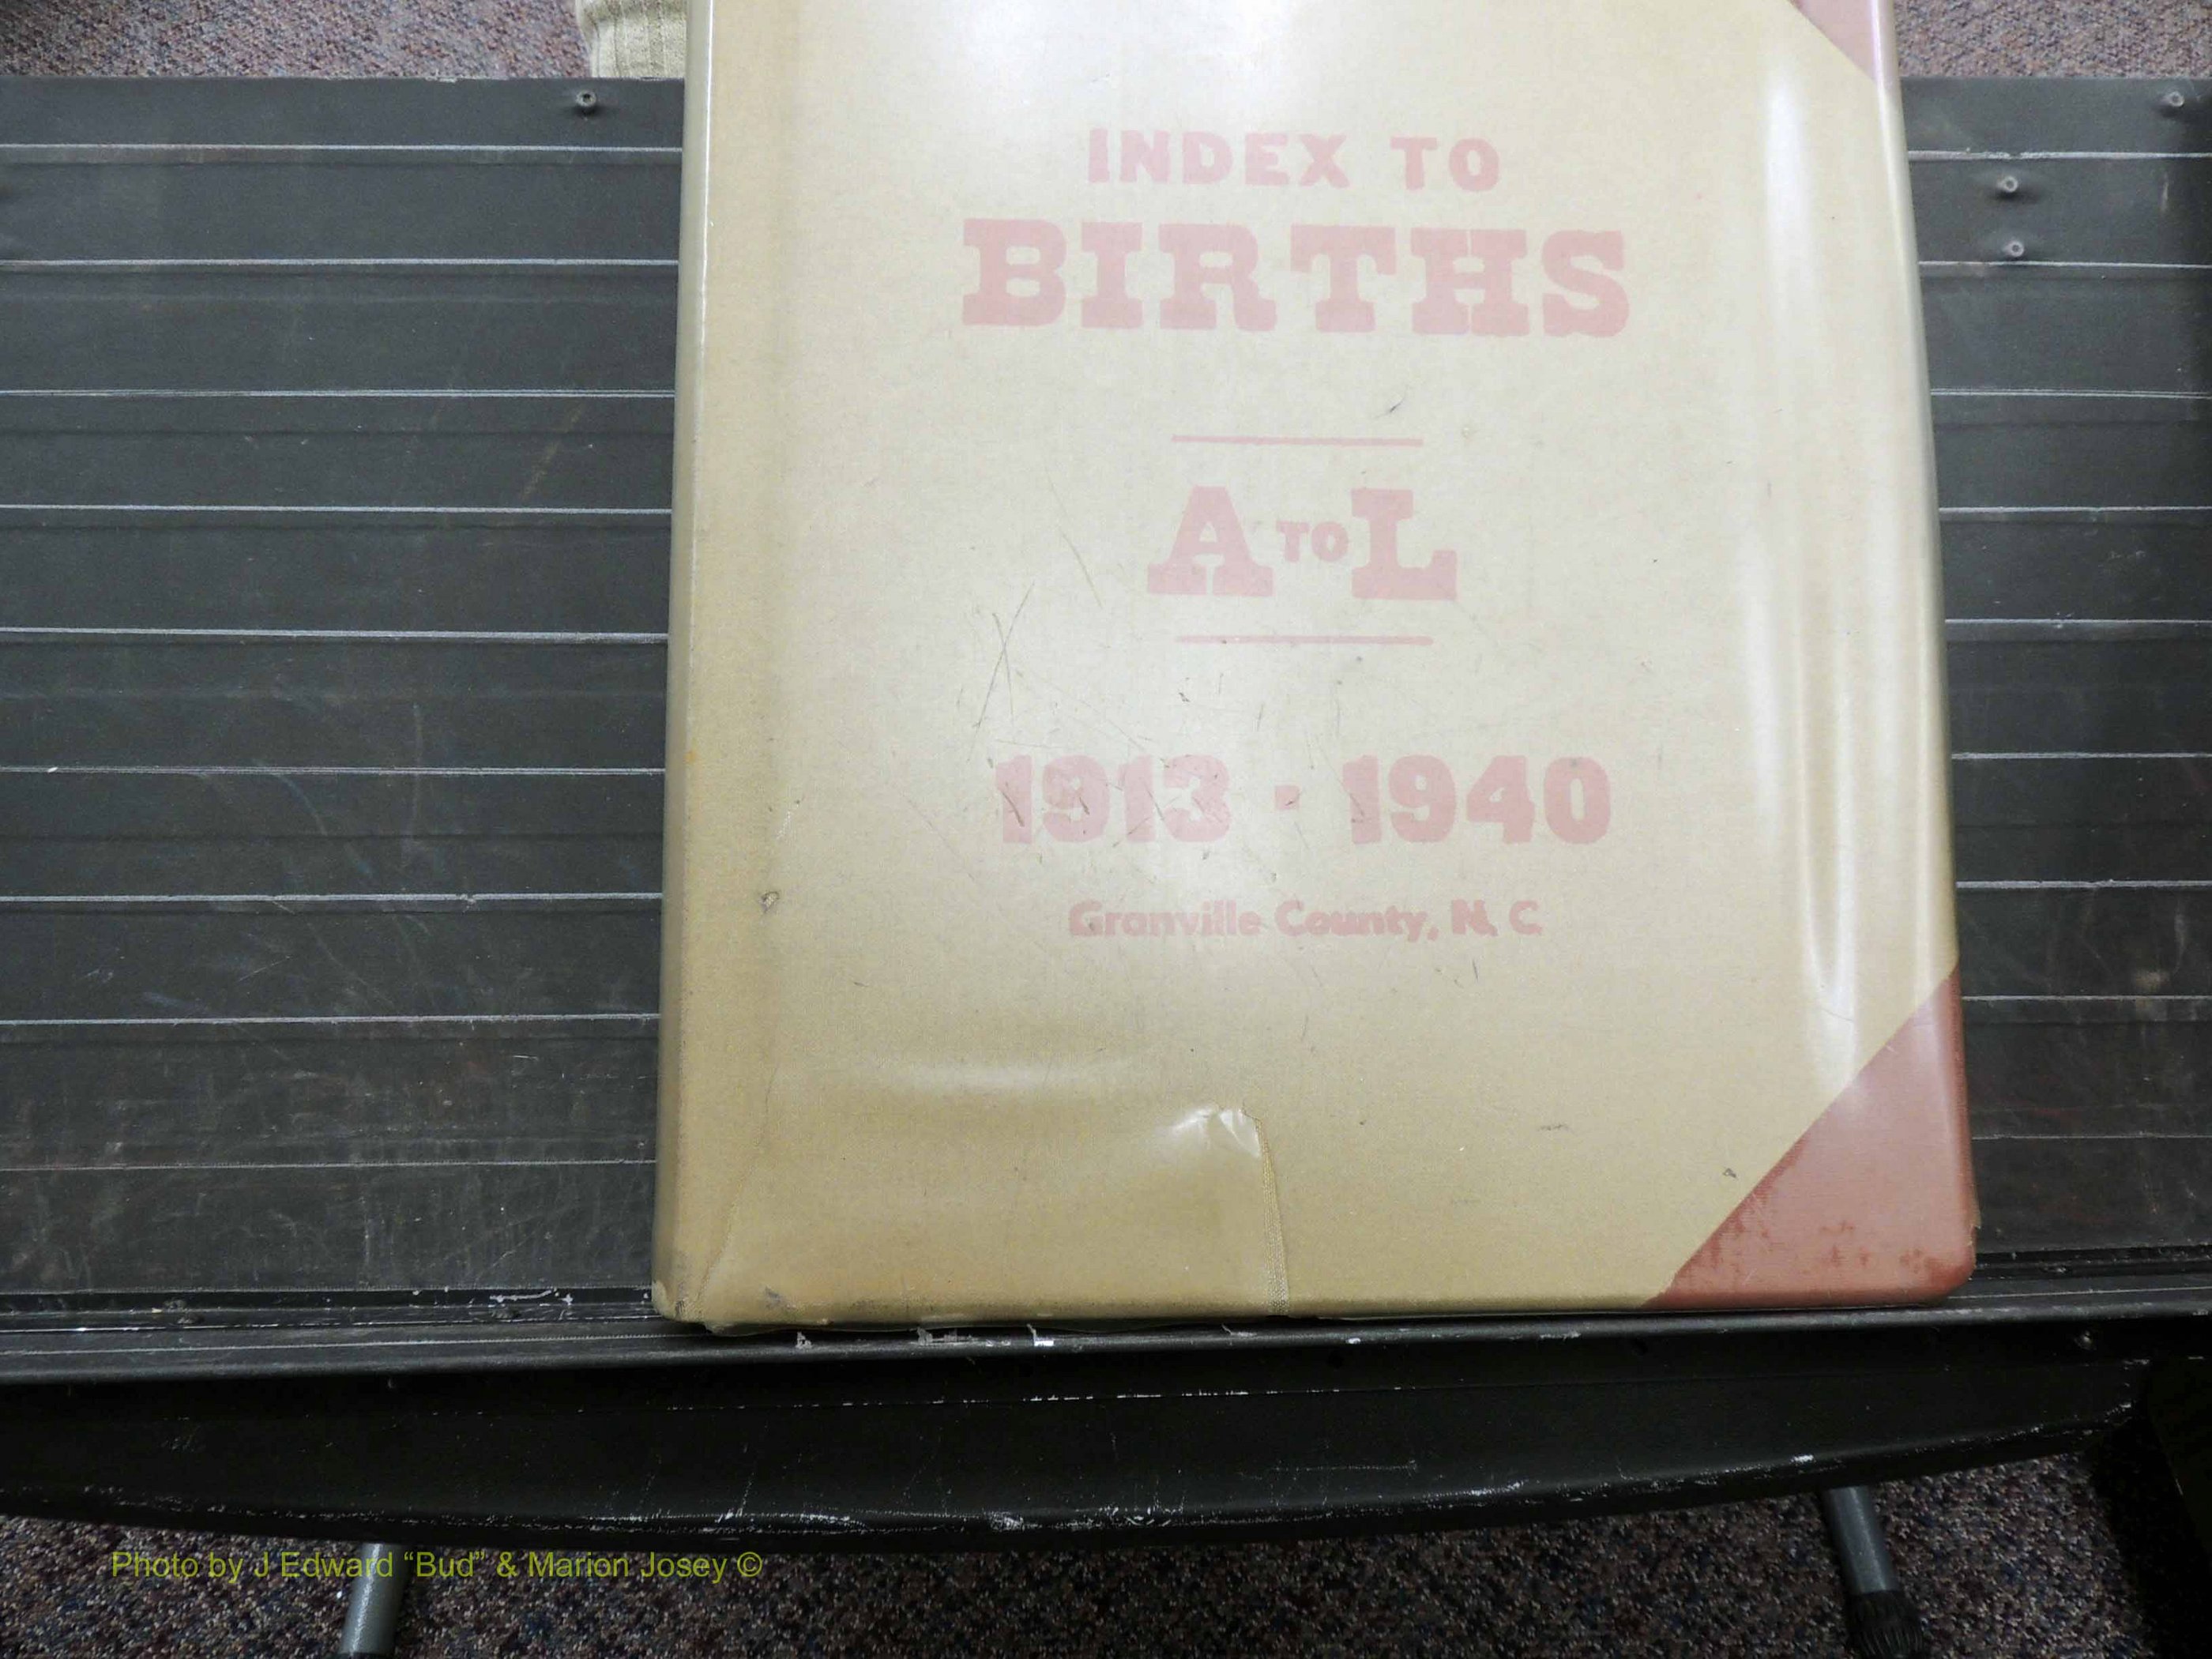 INDEX TO
BIRTHS
A TO L
1913 - 1940
Granville County, N. C.
Photo by J Edward “Bud” & Marion Josey ©